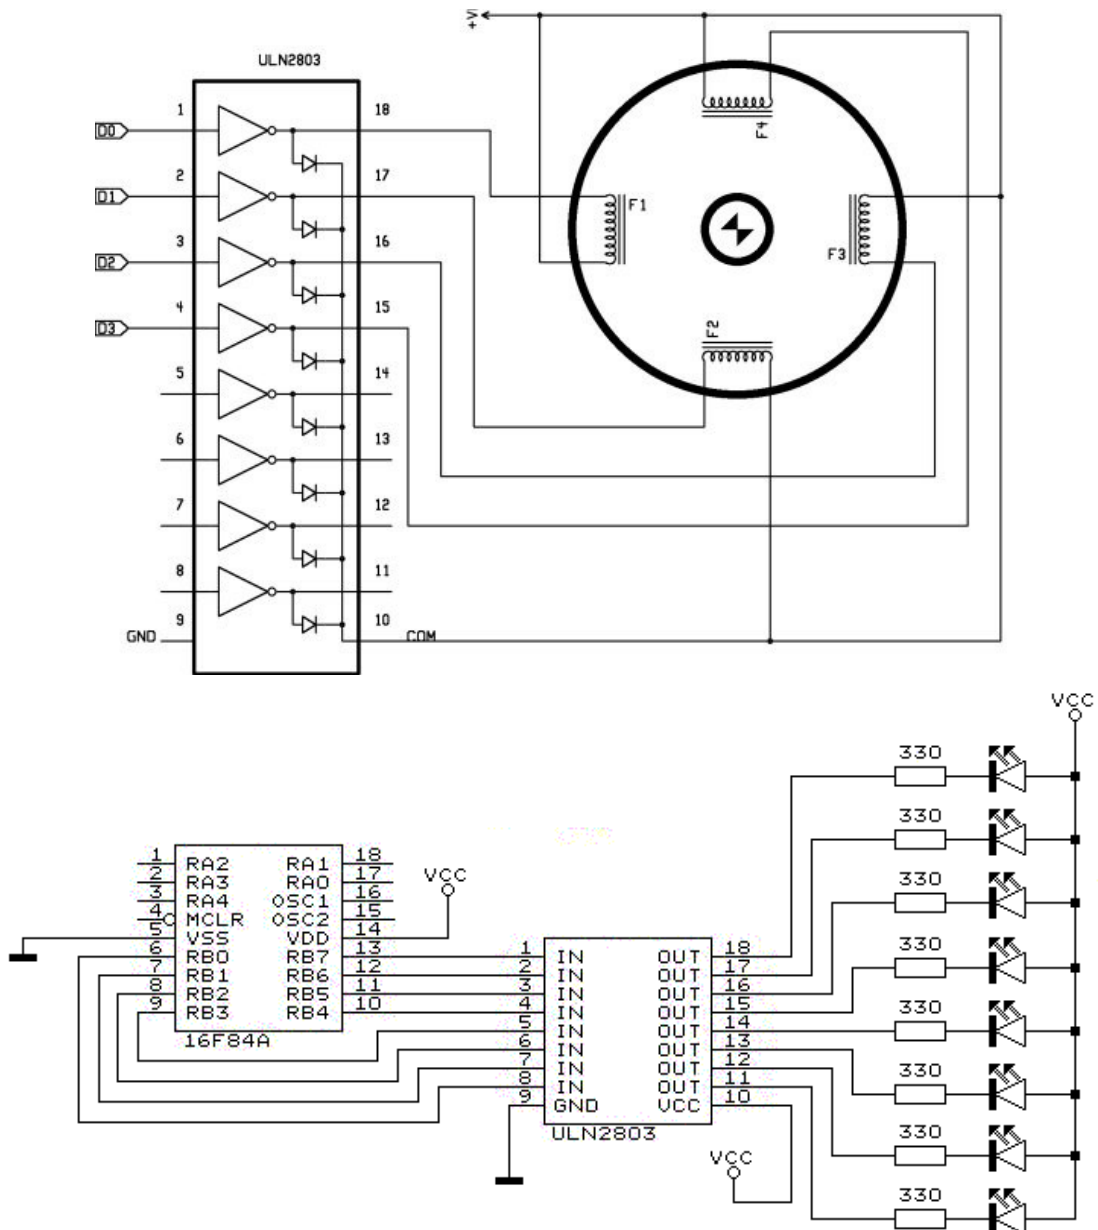 +Vi
ULN2803
1 18
D0
F4
2 17
D1 F1
3 16
D2 F3
4 15
D3
F2
5 14
6 13
7 12
8 11
9 10
GND COM
VCC
330
330
330
330
330
330
330
330
1 RA2 RA1 18
2 RA3 RA0 17
3 RA4 OSC1 16
4 MCLR OSC2 15
5 VSS VDD 14
6 RB0 RB7 13
7 RB1 RB6 12
8 RB2 RB5 11
9 RB3 RB4 10
16F84A
VCC
1 IN OUT 18
2 IN OUT 17
3 IN OUT 16
4 IN OUT 15
5 IN OUT 14
6 IN OUT 13
7 IN OUT 12
8 IN OUT 11
9 GND VCC 10
ULN2803
VCC